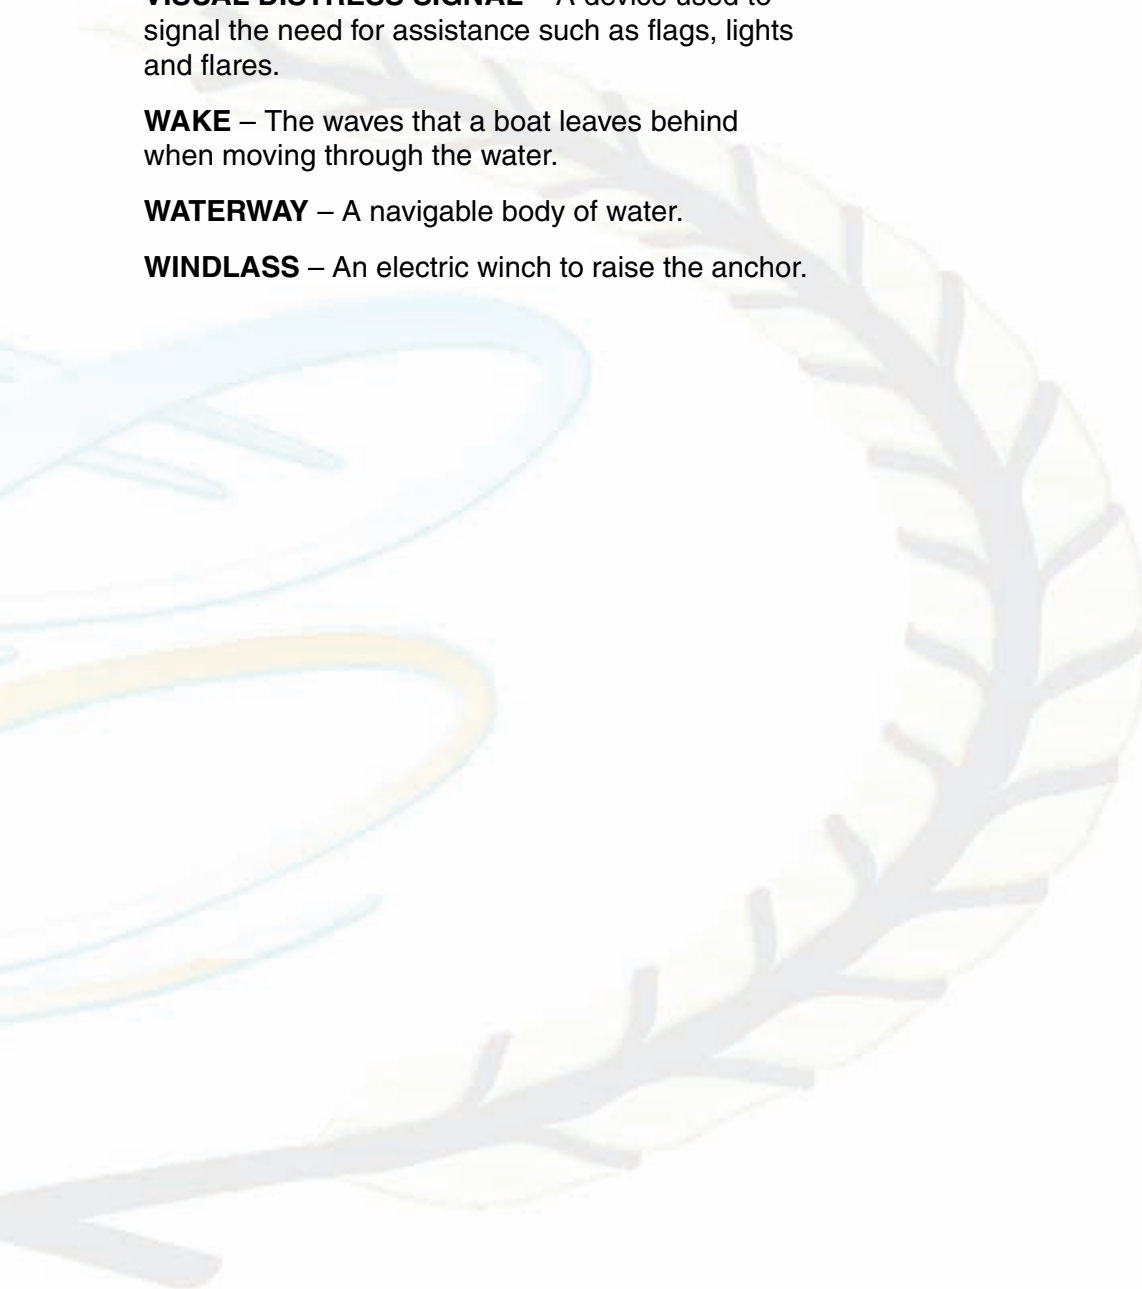 VISUAL DISTRESS SIGNAL – A device used to
signal the need for assistance such as flags, lights
and flares.
WAKE – The waves that a boat leaves behind
when moving through the water.
WATERWAY – A navigable body of water.
WINDLASS – An electric winch to raise the anchor.